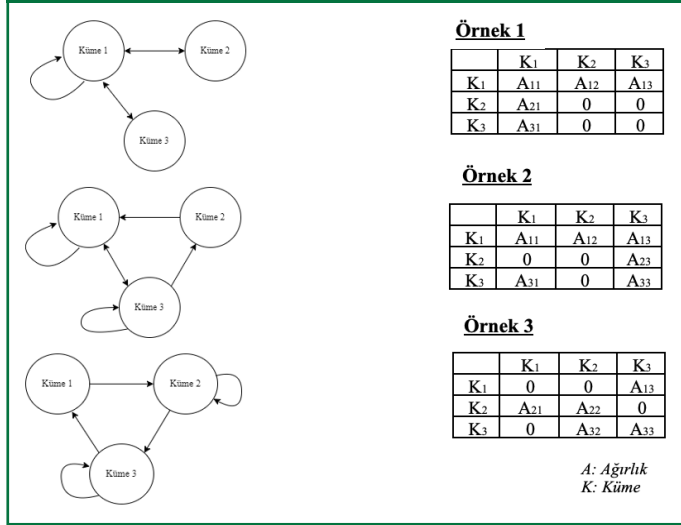 Küme 1
Küme 2
Küme 3
Örnek 1
K1 K2 K3
K1 A11 A12 A13
K2 A21 0 0
K3 A31 0 0
Küme 1
Küme 2
Küme 3
Örnek 2
K1 K2 K3
K1 A11 A12 A13
K2 0 0 A23
K3 A31 0 A33
Küme 1
Küme 2
Küme 3
Örnek 3
K1 K2 K3
K1 0 0 A13
K2 A21 A22 0
K3 0 A32 A33
A: Ağırlık
K: Küme